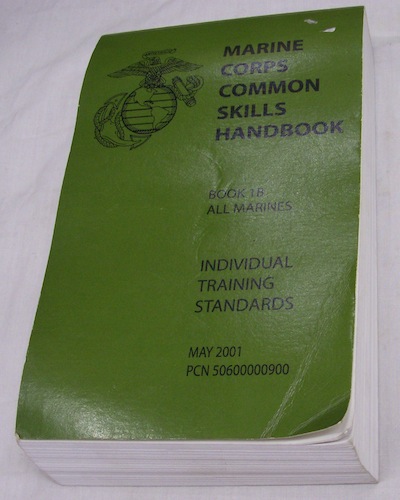 MARINE
CORPS
COMMON
SKILLS
HANDBOOK
BOOK 1B
ALL MARINES
INDIVIDUAL
TRAINING
STANDARDS
MAY 2001
PCN 50600000900